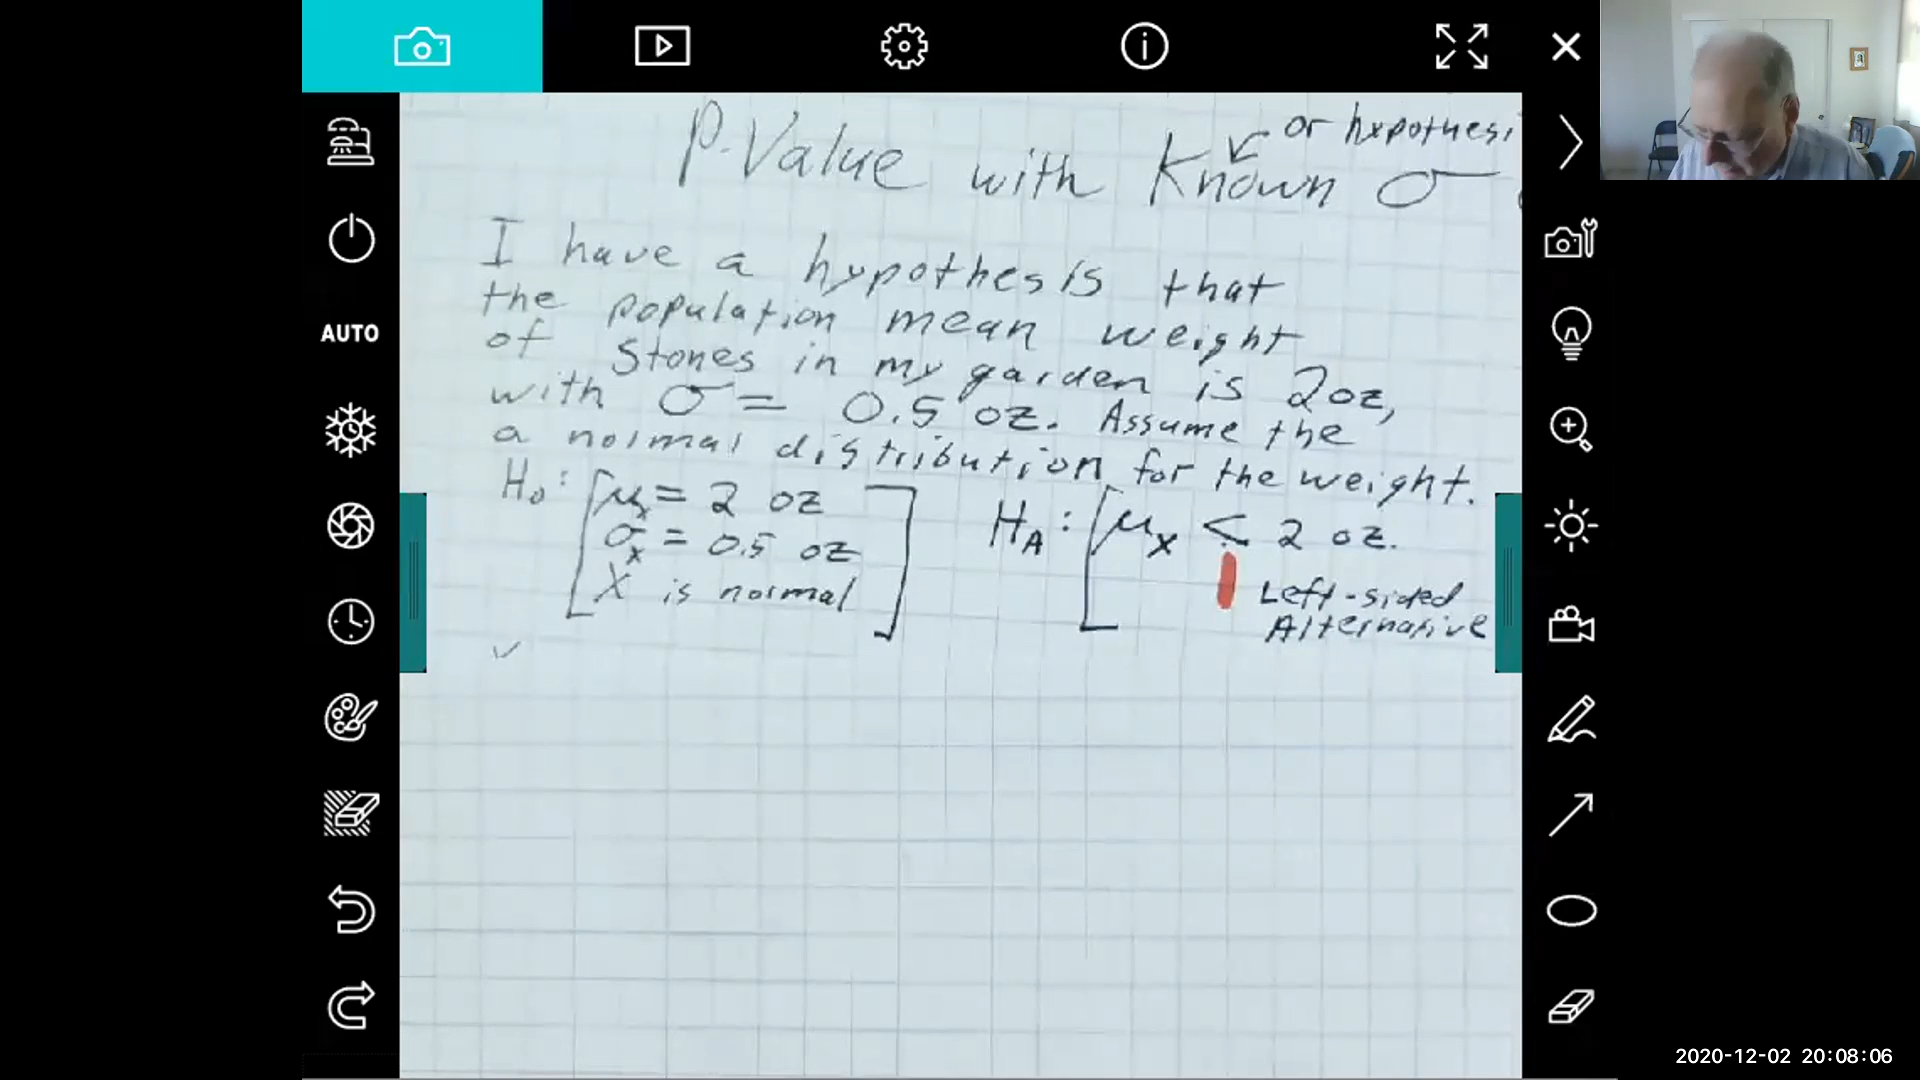 or hypothesi
P-Value with Known σ
I have a hypothesis that
the population mean weight
of stones in my garden is 2oz,
with σ = 0.5 oz. Assume the
a normal distribution for the weight.
H₀: [μₓ = 2 oz
σₓ = 0.5 oz
X is normal]
H_A: [μₓ < 2 oz.
Left-sided
Alternative
AUTO
2020-12-02 20:08:06